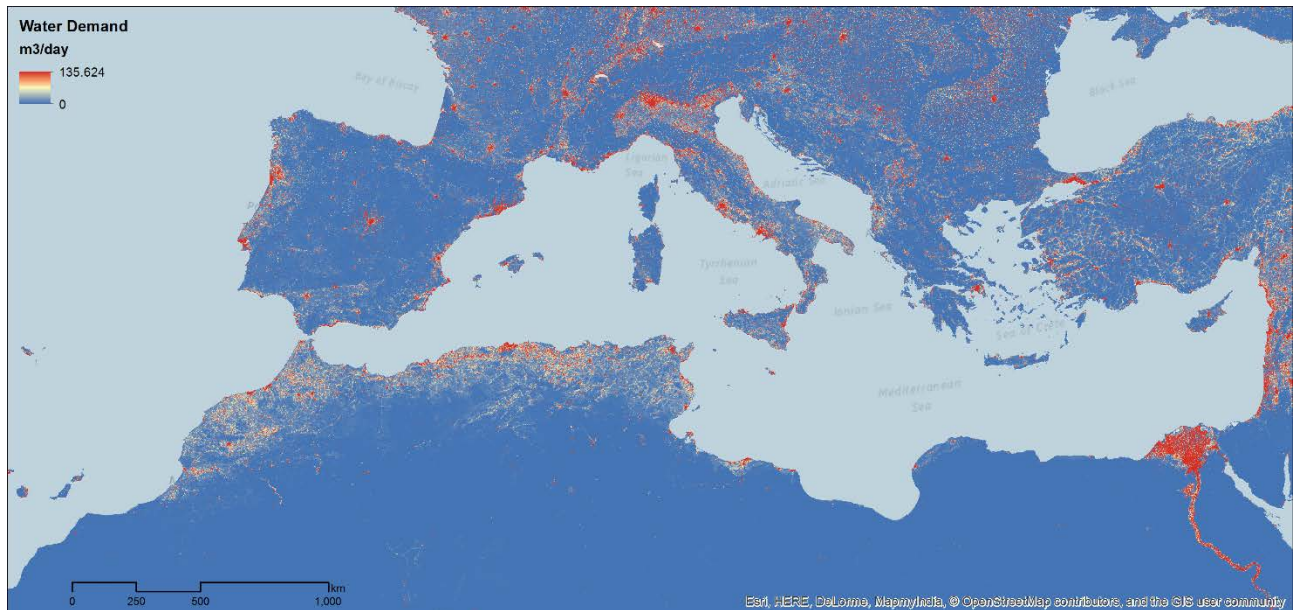 Water Demand
m3/day
135.624
0
Bay of Biscay
Black Sea
Ligurian
Sea
Adriatic Sea
Tyrrhenian
Sea
Ionian Sea
Sea of Crete
Mediterranean
Sea
km
0 250 500 1,000
Esri, HERE, DeLorme, MapmyIndia, © OpenStreetMap contributors, and the GIS user community